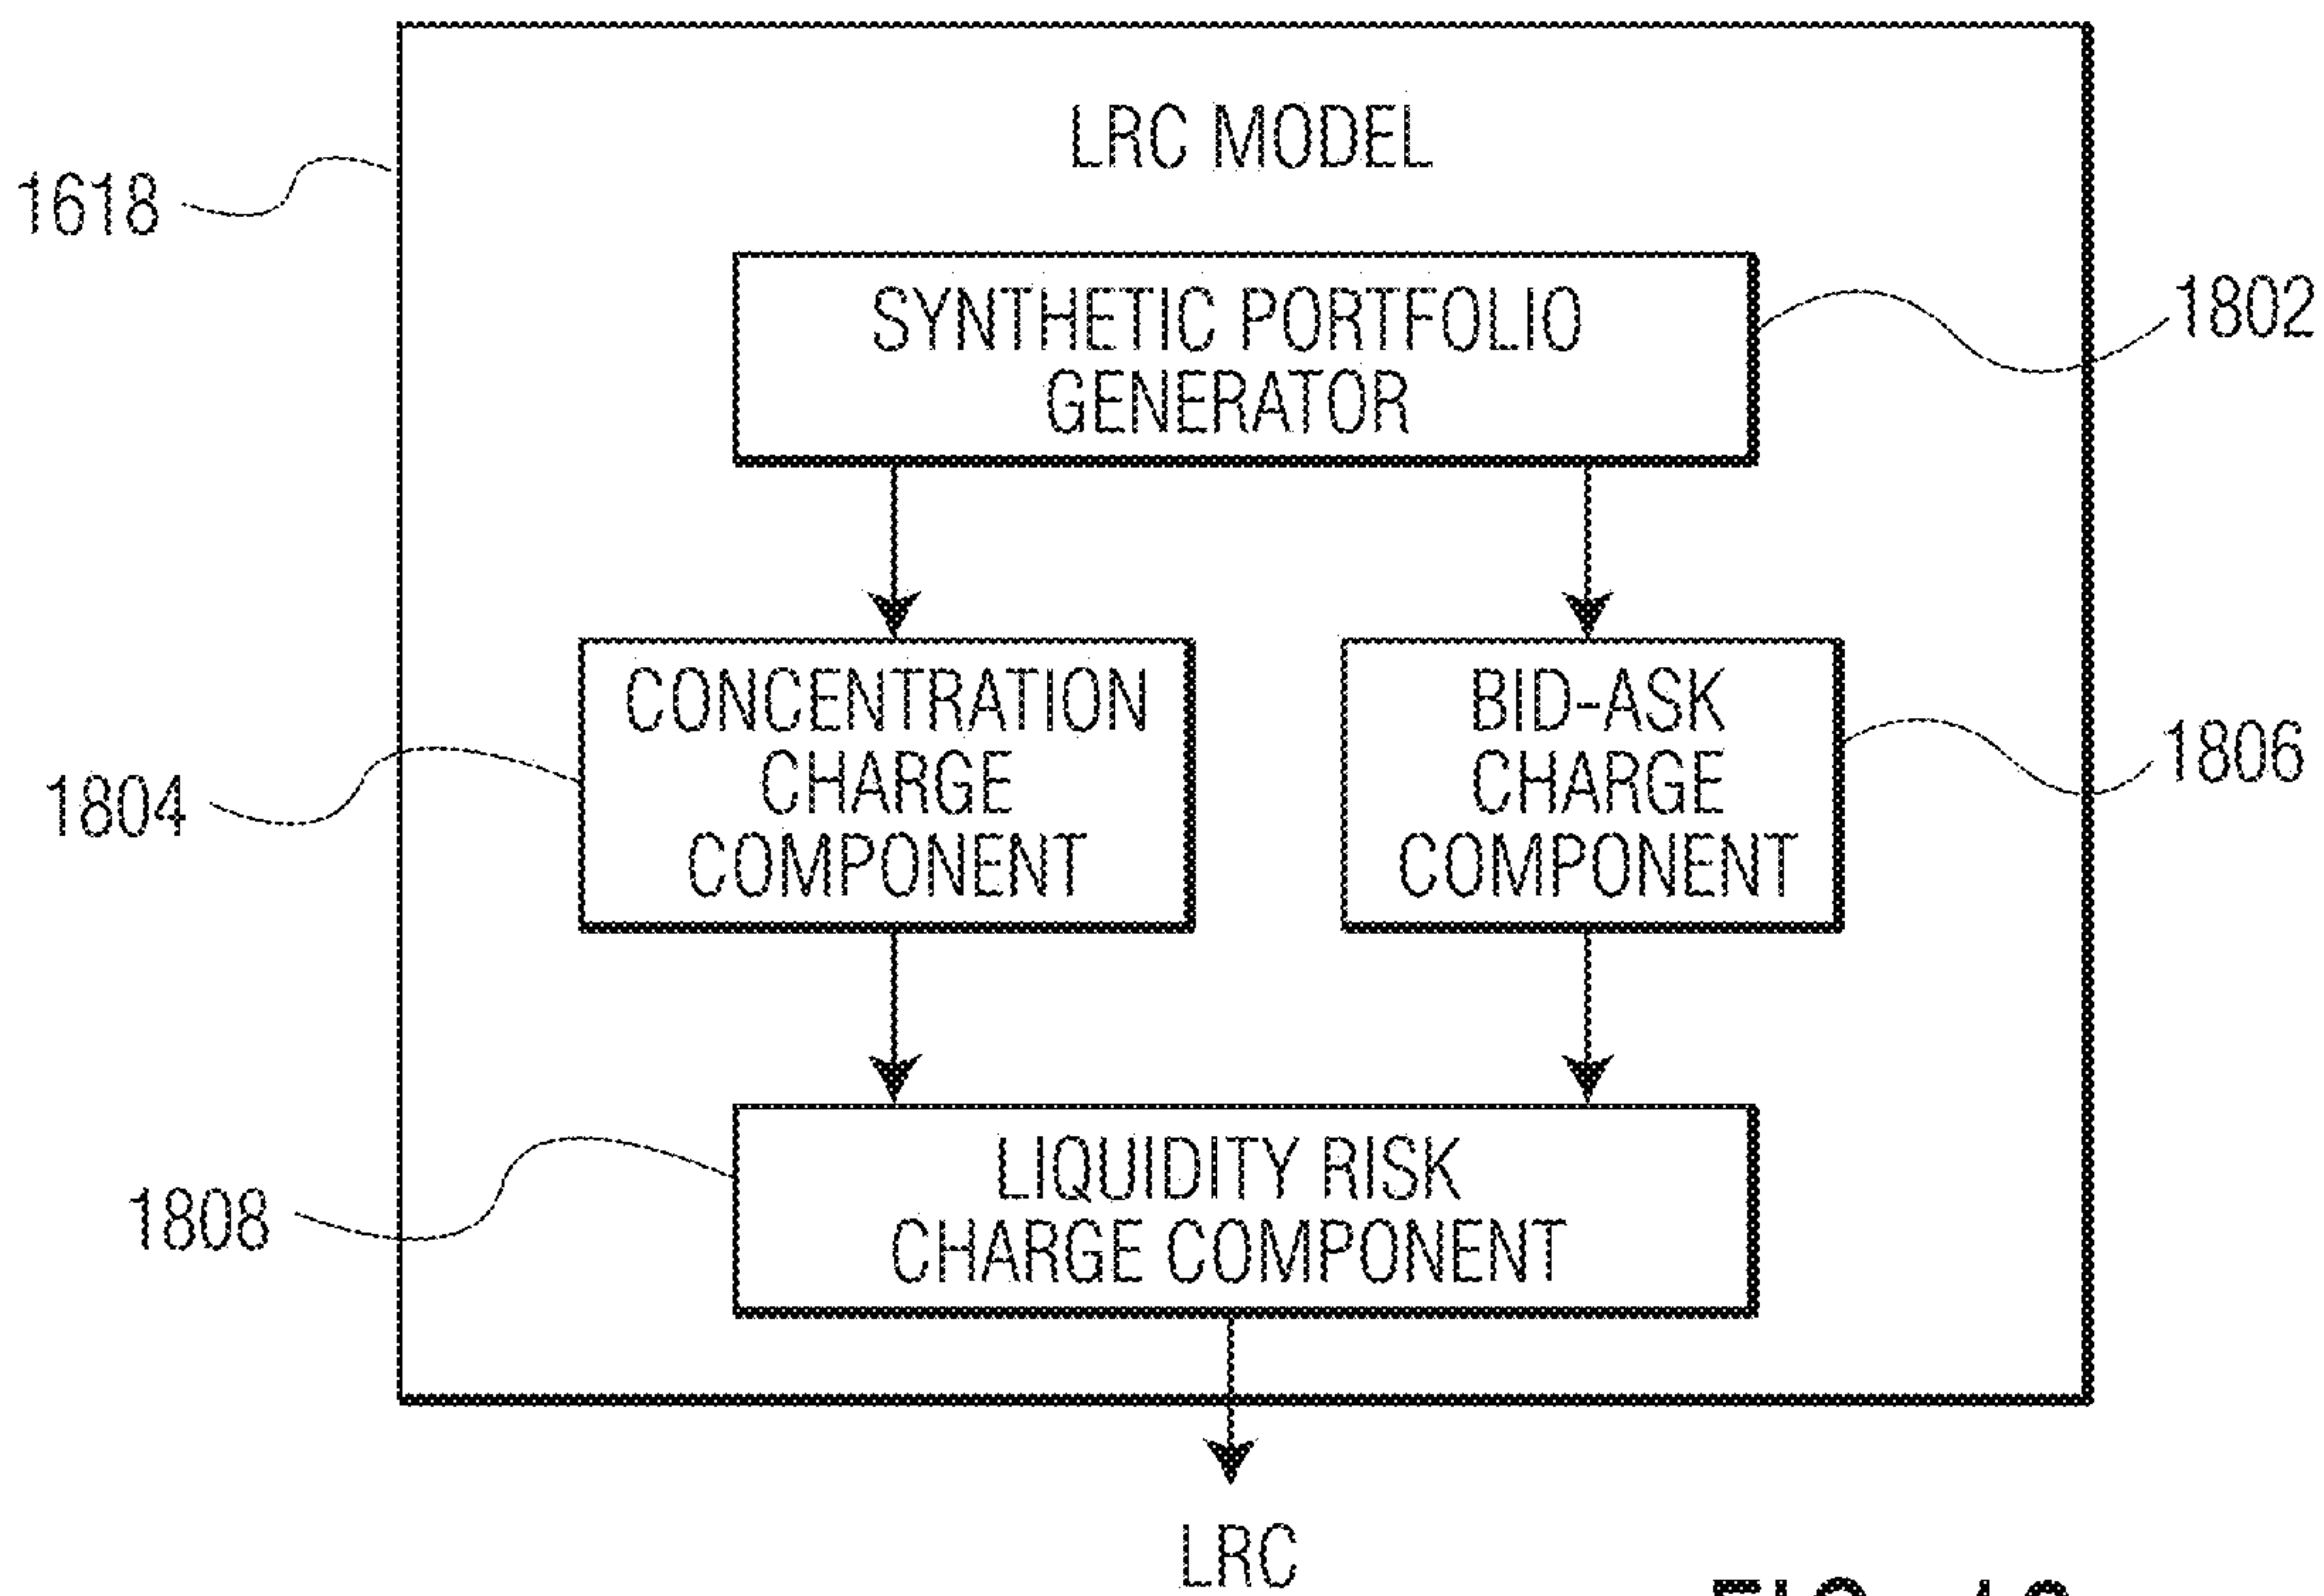 LRC MODEL
1618
SYNTHETIC PORTFOLIO
GENERATOR
1802
CONCENTRATION
CHARGE
COMPONENT
BID-ASK
CHARGE
COMPONENT
1804
1806
LIQUIDITY RISK
CHARGE COMPONENT
1808
LRC